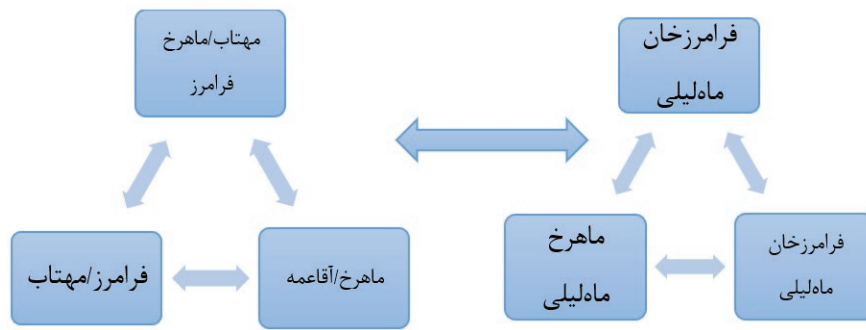 فرامرزخان
ماه‌لیلی
مهتاب/ماهرخ
فرامرز
فرامرزخان
ماه‌لیلی
ماهرخ
ماه‌لیلی
ماهرخ/آقاعمه
فرامرز/مهتاب